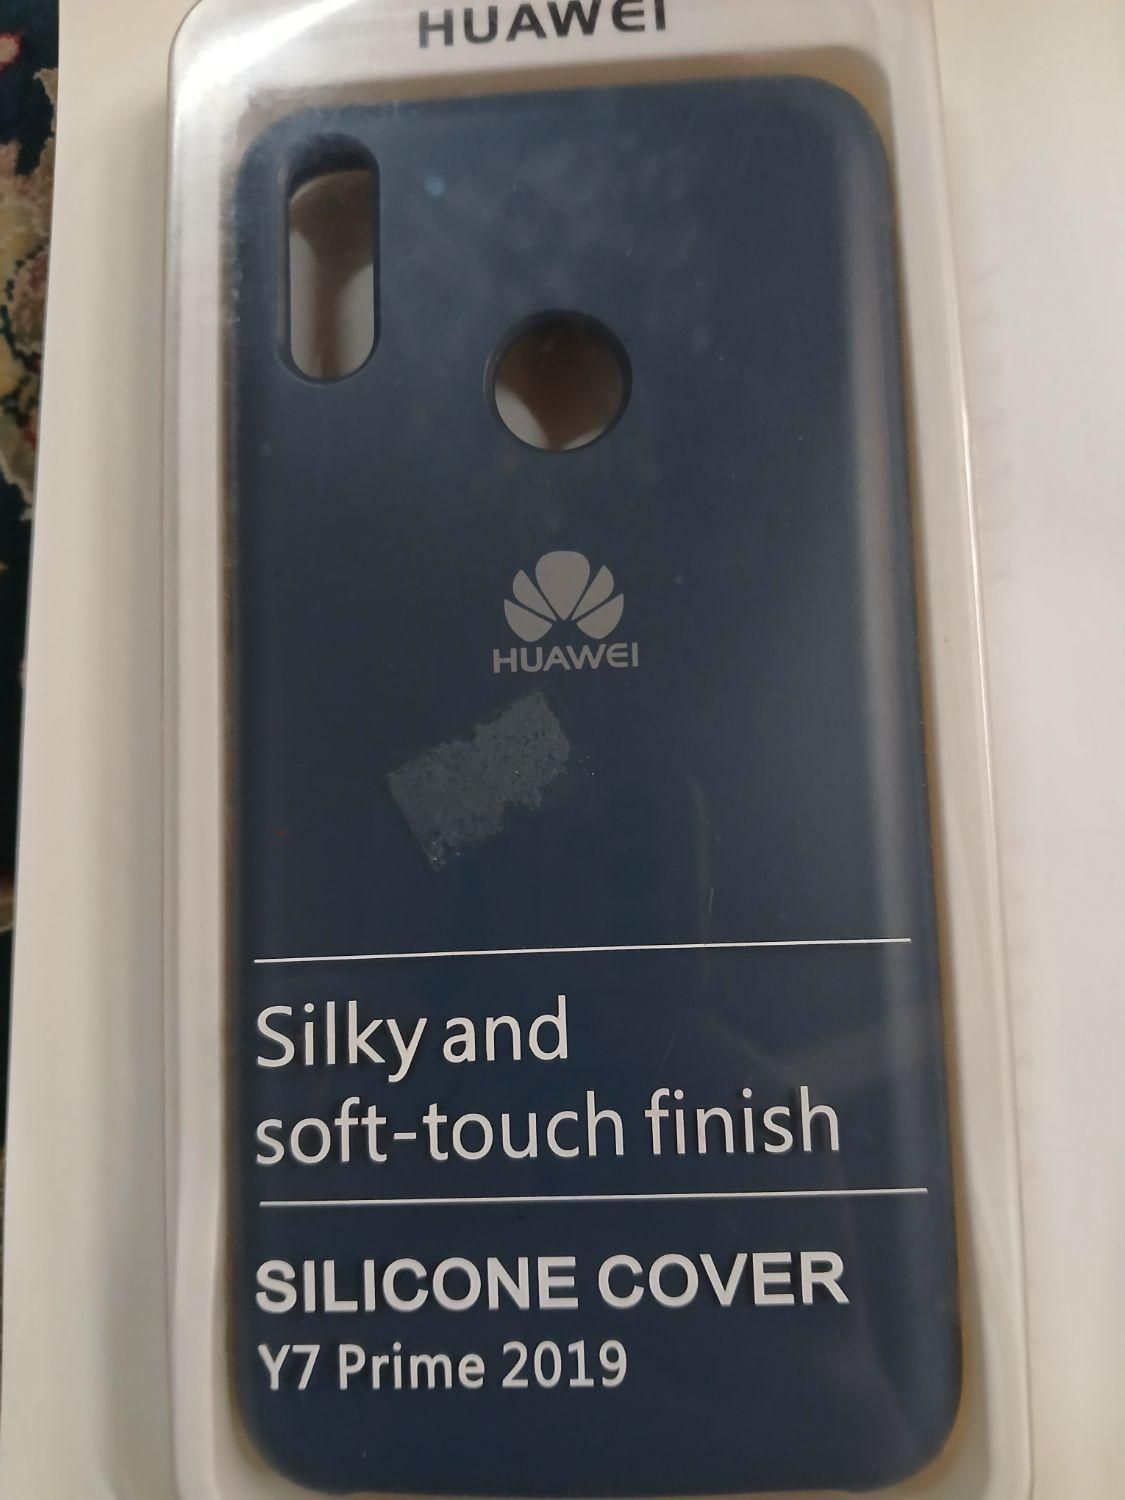 HUAWEI
HUAWEI
Silky and
soft-touch finish
SILICONE COVER
Y7 Prime 2019